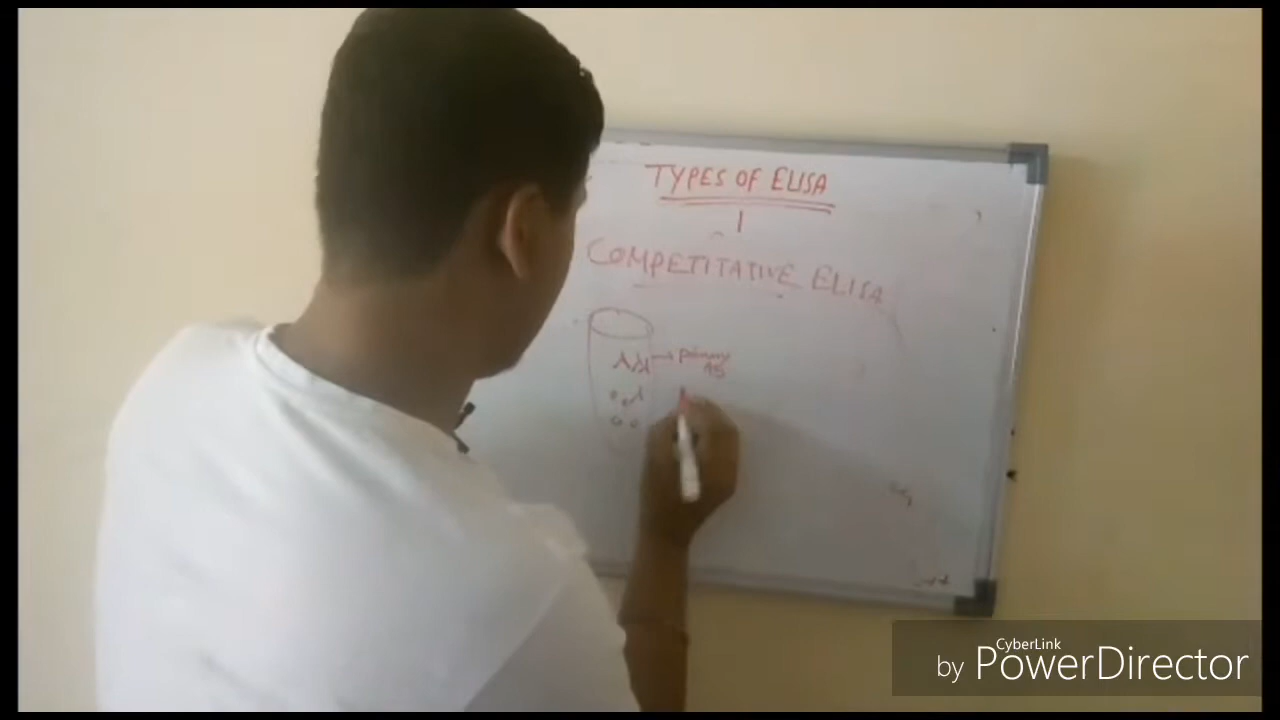 TYPES OF ELISA
COMPETITATIVE ELISA
Primary
Ab
CyberLink
by PowerDirector